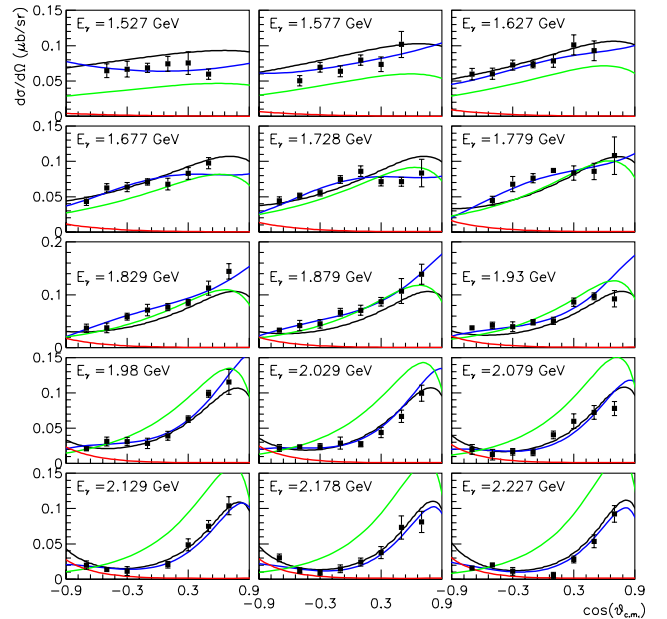 dσ/dΩ (μb/sr)
0.15
0.1
0.05
0
E_γ =1.527 GeV
E_γ =1.577 GeV
E_γ =1.627 GeV
0.15
0.1
0.05
0
E_γ =1.677 GeV
E_γ =1.728 GeV
E_γ =1.779 GeV
0.2
0.1
0
E_γ =1.829 GeV
E_γ =1.879 GeV
E_γ =1.93 GeV
0.15
0.1
0.05
0
E_γ =1.98 GeV
E_γ =2.029 GeV
E_γ =2.079 GeV
0.15
0.1
0.05
0
E_γ =2.129 GeV
E_γ =2.178 GeV
E_γ =2.227 GeV
-0.9 -0.3 0.3 -0.9 -0.3 0.3 -0.9 -0.3 0.3 0.9
cos(ϑ_c.m.)